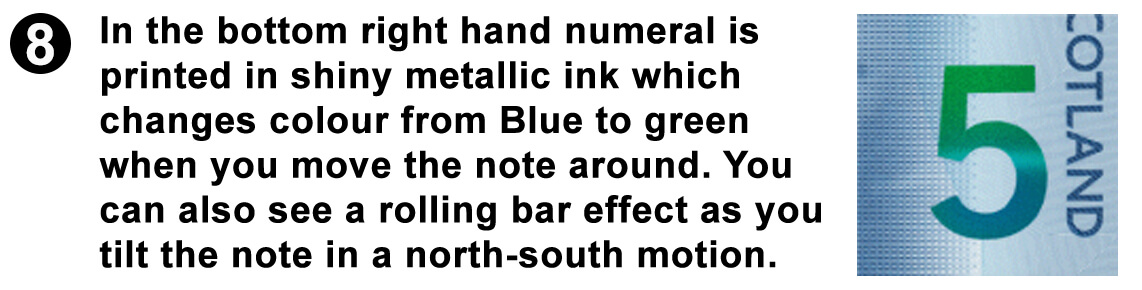 8
In the bottom right hand numeral is
printed in shiny metallic ink which
changes colour from Blue to green
when you move the note around. You
can also see a rolling bar effect as you
tilt the note in a north-south motion.
5
COTLAND